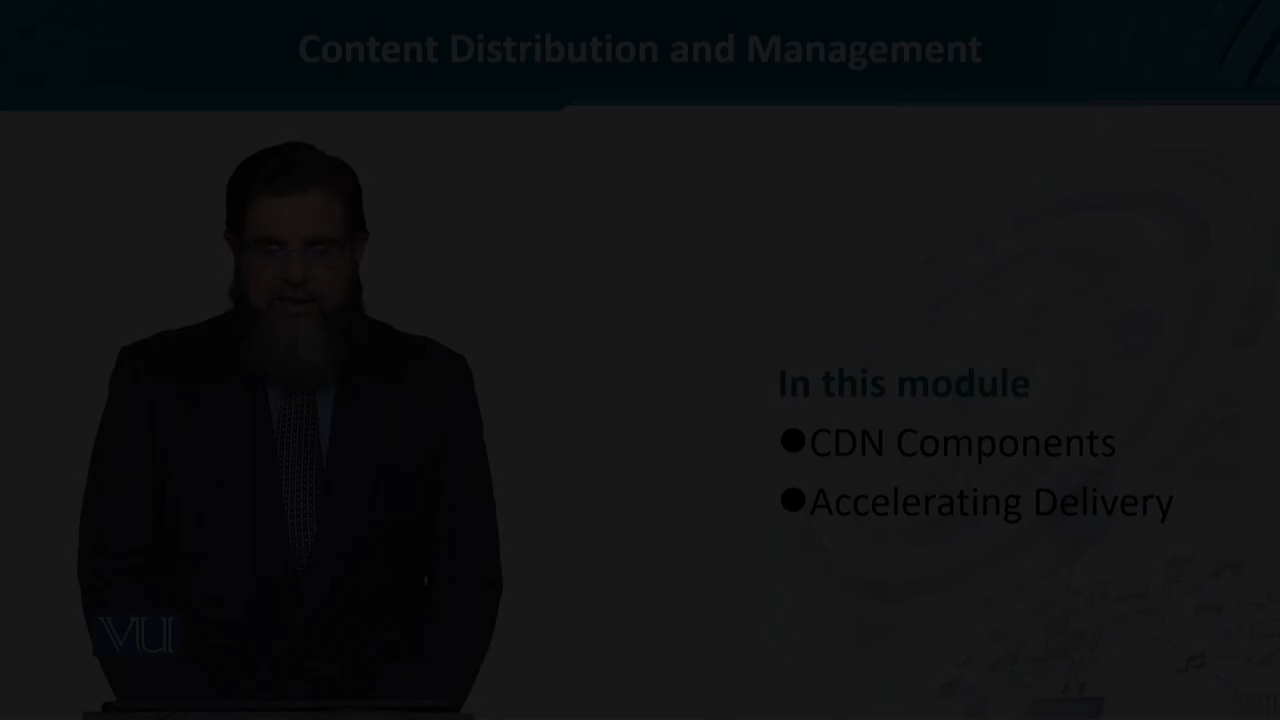 Content Distribution and Management
In this module
●CDN Components
●Accelerating Delivery
VU